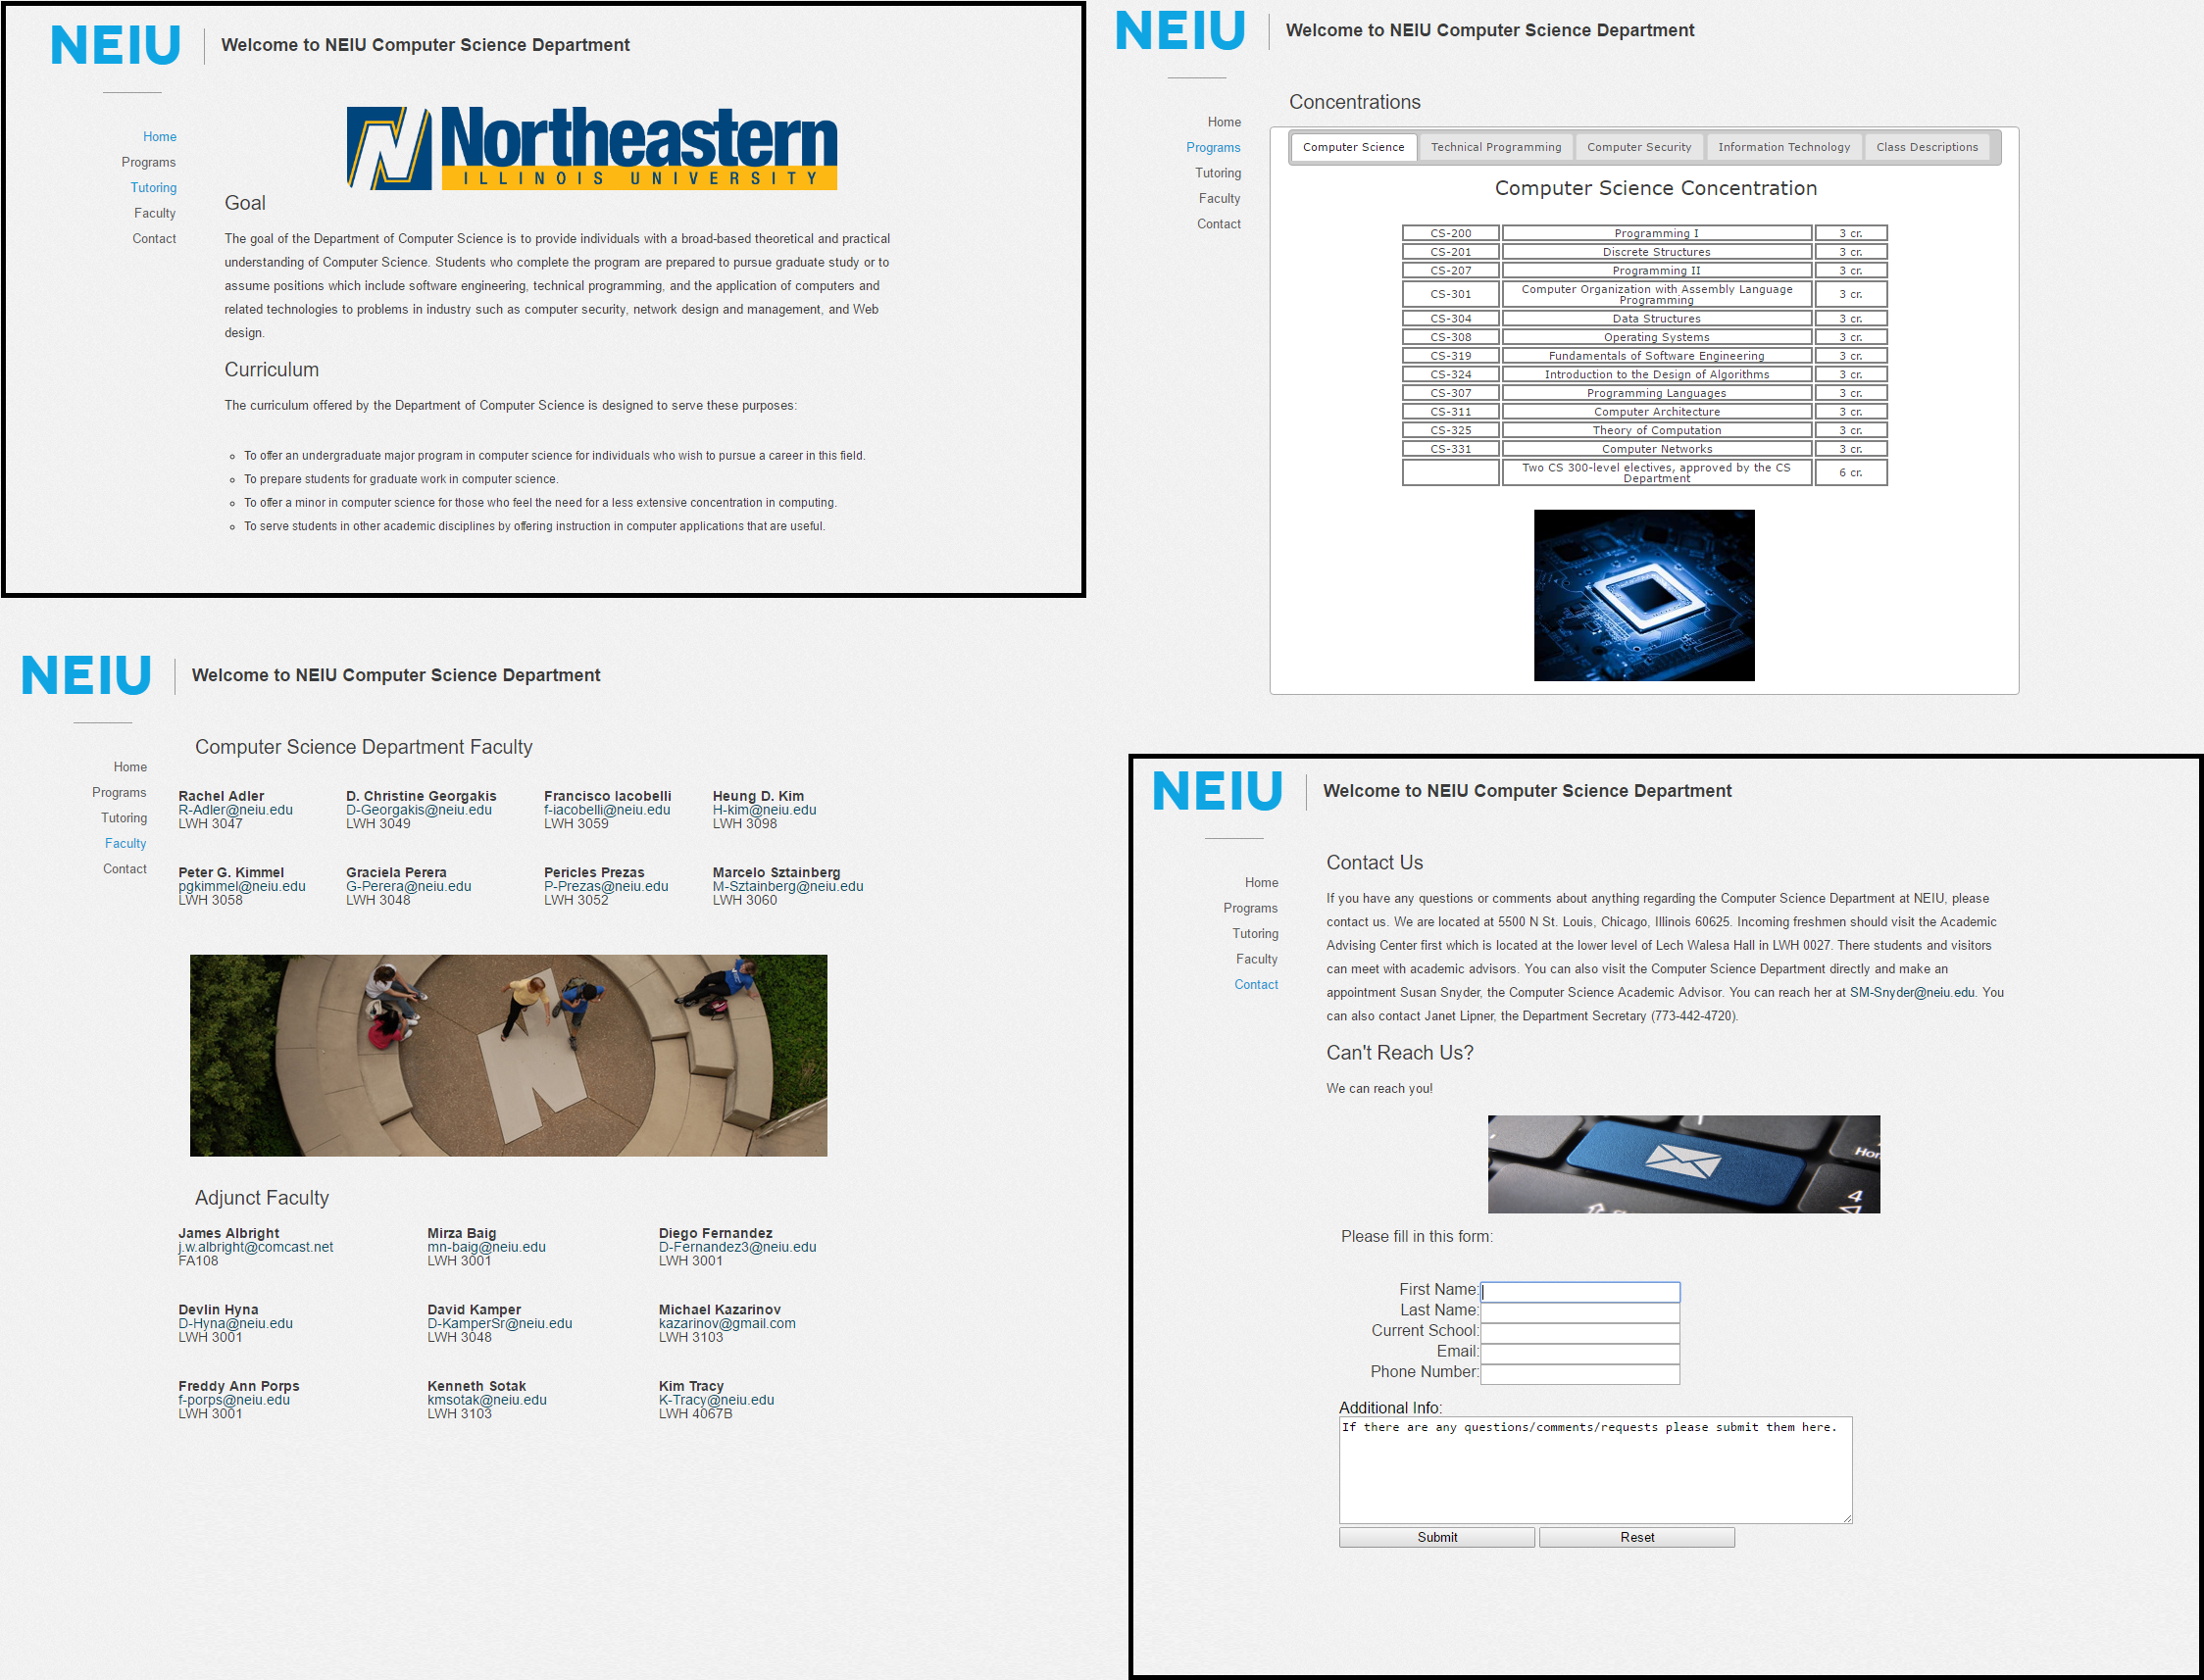 NEIU
Welcome to NEIU Computer Science Department
Home
Programs
Tutoring
Faculty
Contact
N Northeastern
ILLINOIS UNIVERSITY
Goal
The goal of the Department of Computer Science is to provide individuals with a broad-based theoretical and practical
understanding of Computer Science. Students who complete the program are prepared to pursue graduate study or to
assume positions which include software engineering, technical programming, and the application of computers and
related technologies to problems in industry such as computer security, network design and management, and Web
design.
Curriculum
The curriculum offered by the Department of Computer Science is designed to serve these purposes:
To offer an undergraduate major program in computer science for individuals who wish to pursue a career in this field.
To prepare students for graduate work in computer science.
To offer a minor in computer science for those who feel the need for a less extensive concentration in computing.
To serve students in other academic disciplines by offering instruction in computer applications that are useful.
NEIU
Welcome to NEIU Computer Science Department
Home
Programs
Tutoring
Faculty
Contact
Concentrations
Computer Science Technical Programming Computer Security Information Technology Class Descriptions
Computer Science Concentration
CS-200 Programming I 3 cr.
CS-201 Discrete Structures 3 cr.
CS-207 Programming II 3 cr.
CS-301 Computer Organization with Assembly Language
Programming 3 cr.
CS-304 Data Structures 3 cr.
CS-308 Operating Systems 3 cr.
CS-319 Fundamentals of Software Engineering 3 cr.
CS-324 Introduction to the Design of Algorithms 3 cr.
CS-307 Programming Languages 3 cr.
CS-311 Computer Architecture 3 cr.
CS-325 Theory of Computation 3 cr.
CS-331 Computer Networks 3 cr.
Two CS 300-level electives, approved by the CS
Department 6 cr.
NEIU
Welcome to NEIU Computer Science Department
Home
Programs
Tutoring
Faculty
Contact
Computer Science Department Faculty
Rachel Adler D. Christine Georgakis Francisco Iacobelli Heung D. Kim
R-Adler@neiu.edu D-Georgakis@neiu.edu f-iacobelli@neiu.edu H-kim@neiu.edu
LWH 3047 LWH 3049 LWH 3059 LWH 3098
Peter G. Kimmel Graciela Perera Pericles Prezas Marcelo Sztainberg
pgkimmel@neiu.edu G-Perera@neiu.edu P-Prezas@neiu.edu M-Sztainberg@neiu.edu
LWH 3058 LWH 3048 LWH 3052 LWH 3060
N
Adjunct Faculty
James Albright Mirza Baig Diego Fernandez
j.w.albright@comcast.net mn-baig@neiu.edu D-Fernandez3@neiu.edu
FA108 LWH 3001 LWH 3001
Devlin Hyna David Kamper Michael Kazarinov
D-Hyna@neiu.edu D-KamperSr@neiu.edu kazarinov@gmail.com
LWH 3001 LWH 3048 LWH 3103
Freddy Ann Porps Kenneth Sotak Kim Tracy
f-porps@neiu.edu kmsotak@neiu.edu K-Tracy@neiu.edu
LWH 3001 LWH 3103 LWH 4067B
NEIU
Welcome to NEIU Computer Science Department
Home
Programs
Tutoring
Faculty
Contact
Contact Us
If you have any questions or comments about anything regarding the Computer Science Department at NEIU, please
contact us. We are located at 5500 N St. Louis, Chicago, Illinois 60625. Incoming freshmen should visit the Academic
Advising Center first which is located at the lower level of Lech Walesa Hall in LWH 0027. There students and visitors
can meet with academic advisors. You can also visit the Computer Science Department directly and make an
appointment Susan Snyder, the Computer Science Academic Advisor. You can reach her at SM-Snyder@neiu.edu. You
can also contact Janet Lipner, the Department Secretary (773-442-4720).
Can't Reach Us?
We can reach you!
Hom
4
Please fill in this form:
First Name:
Last Name:
Current School:
Email:
Phone Number:
Additional Info:
If there are any questions/comments/requests please submit them here.
Submit Reset